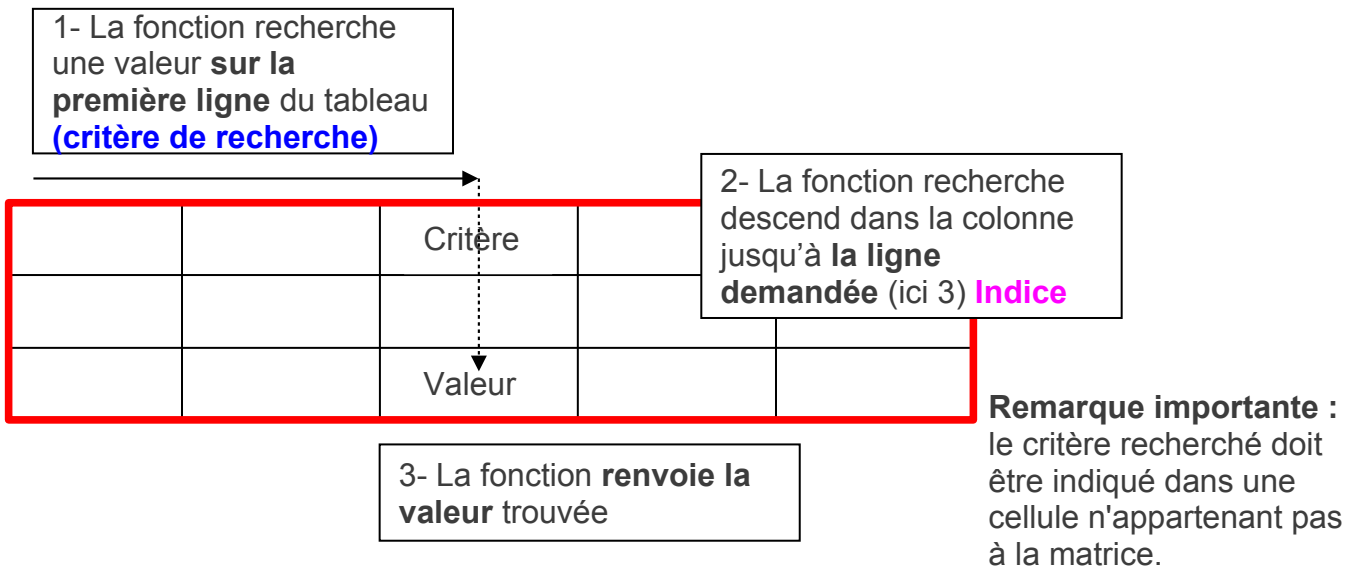 1- La fonction recherche
une valeur sur la
première ligne du tableau
(critère de recherche)
2- La fonction recherche
descend dans la colonne
jusqu’à la ligne
demandée (ici 3) Indice
Critère
Valeur
3- La fonction renvoie la
valeur trouvée
Remarque importante :
le critère recherché doit
être indiqué dans une
cellule n'appartenant pas
à la matrice.